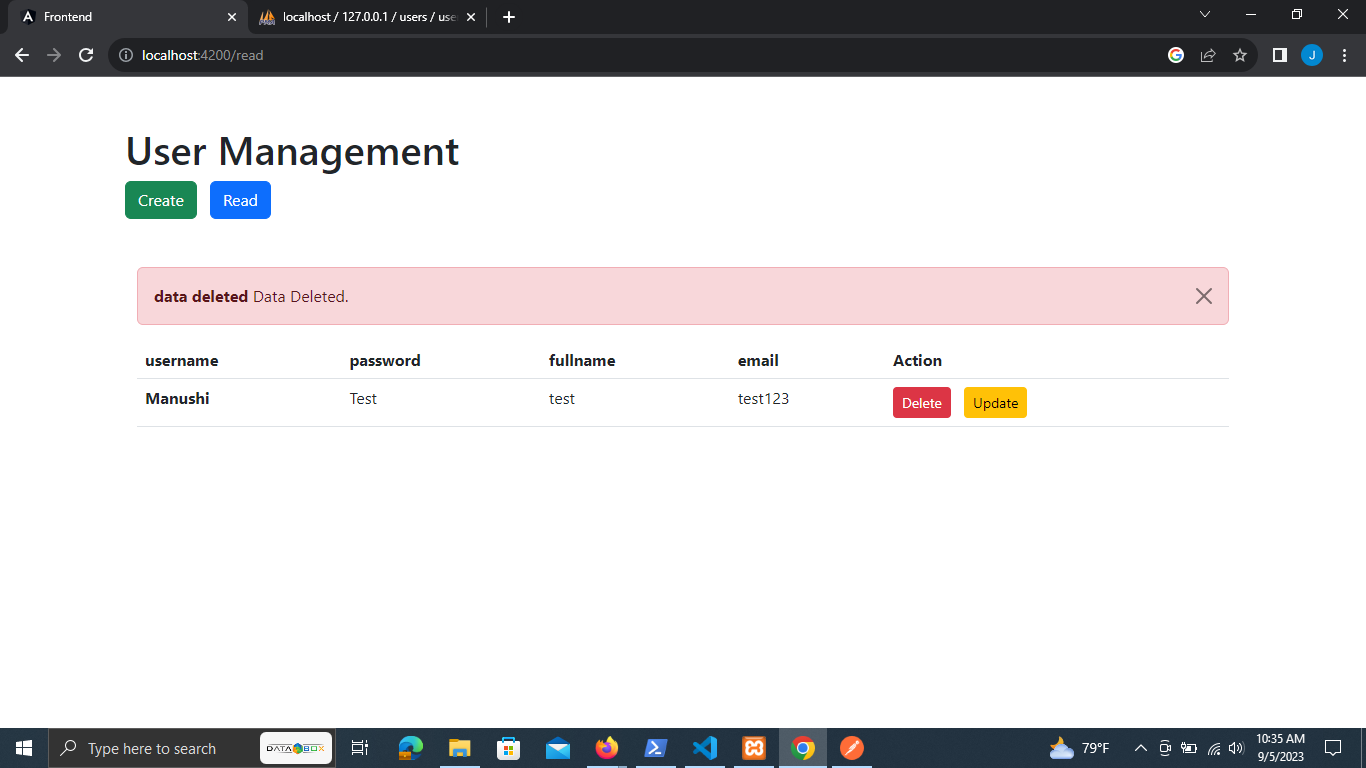 Frontend
localhost / 127.0.0.1 / users / use
localhost:4200/read
J
User Management
Create Read
data deleted Data Deleted.
username password fullname email Action
Manushi Test test test123 Delete Update
Type here to search
DATABOX
79°F
10:35 AM
9/5/2023